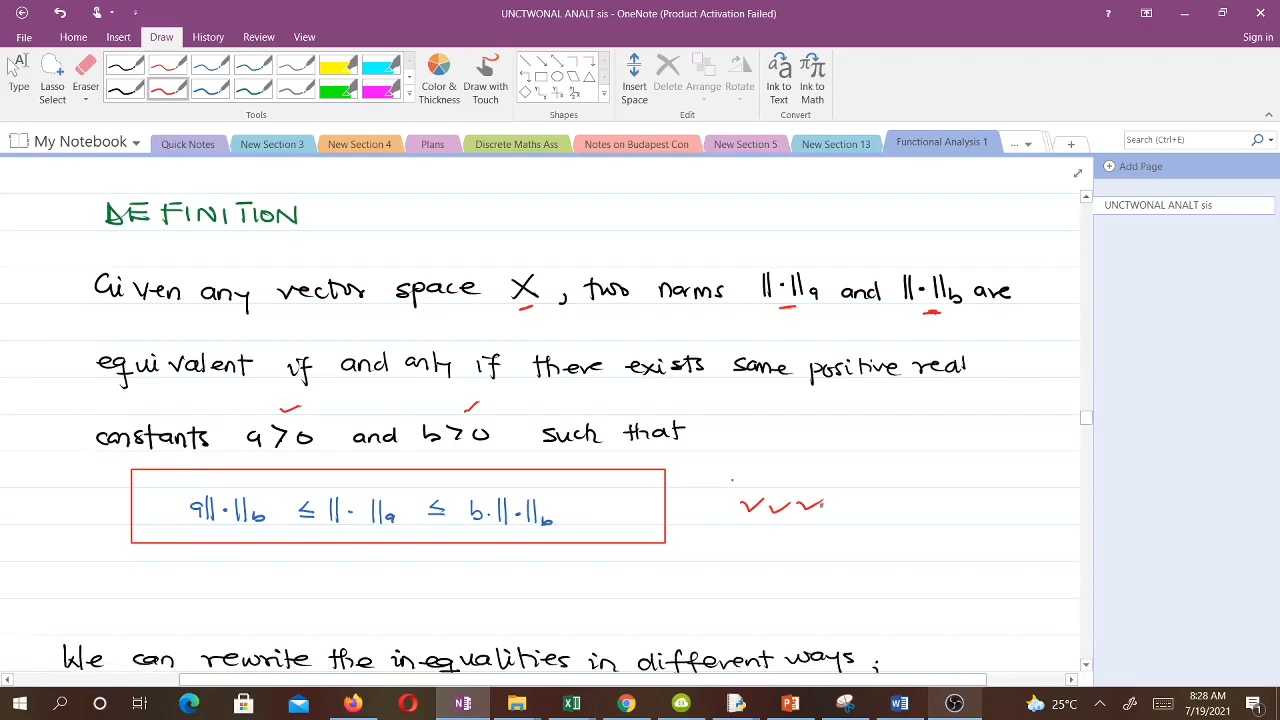 UNCTWONAL ANALT sis - OneNote (Product Activation Failed)
?
Sign in
File Home Insert Draw History Review View
Type
Lasso Select
Eraser
Color & Thickness
Draw with Touch
Insert Space
Delete
Arrange
Rotate
Ink to Text
Ink to Math
Tools
Shapes
Edit
Convert
My Notebook
Quick Notes
New Section 3
New Section 4
Plans
Discrete Maths Ass
Notes on Budapest Con
New Section 5
New Section 13
Functional Analysis 1
...
Search (Ctrl+E)
Add Page
UNCTWONAL ANALT sis
DEFINITION
Given any vector space X, two norms ||·||a and ||·||b are
equivalent if and only if there exists some positive real
constants a>0 and b>0 such that
a||·||b ≤ ||·||a ≤ b.||·||b
We can rewrite the inequalities in different ways;
25°C
8:28 AM
7/19/2021